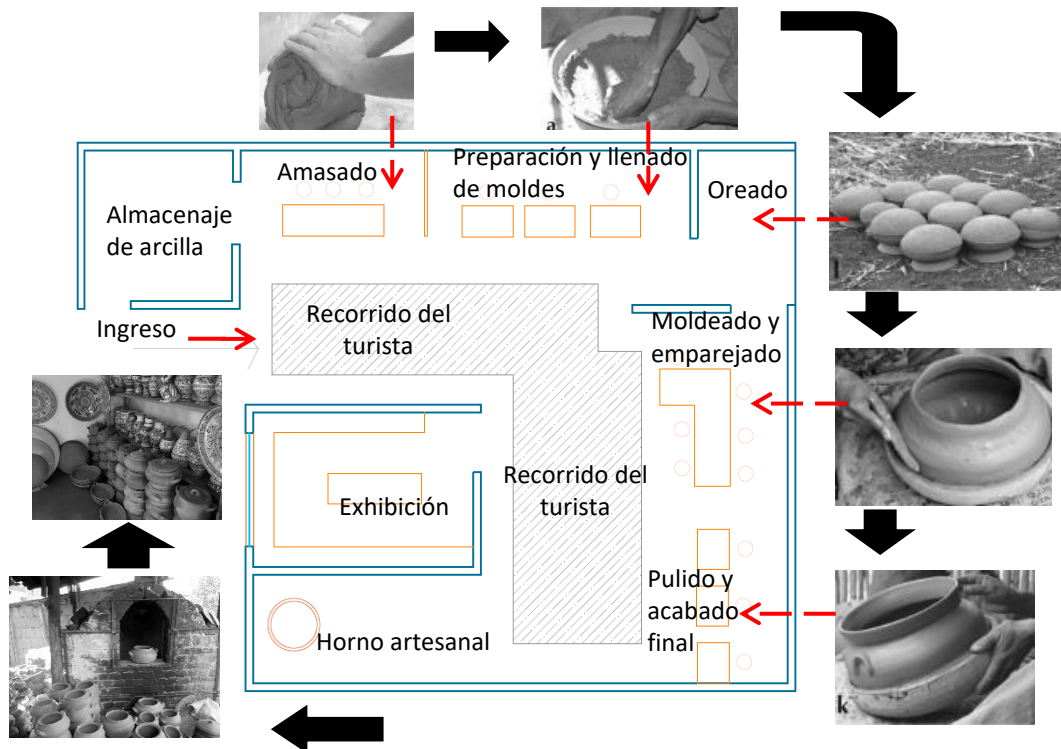 a
Amasado
Preparación y llenado
de moldes
Oreado
Almacenaje
de arcilla
Ingreso
Recorrido del
turista
Moldeado y
emparejado
Recorrido del
turista
Exhibición
Pulido y
acabado
final
Horno artesanal
k